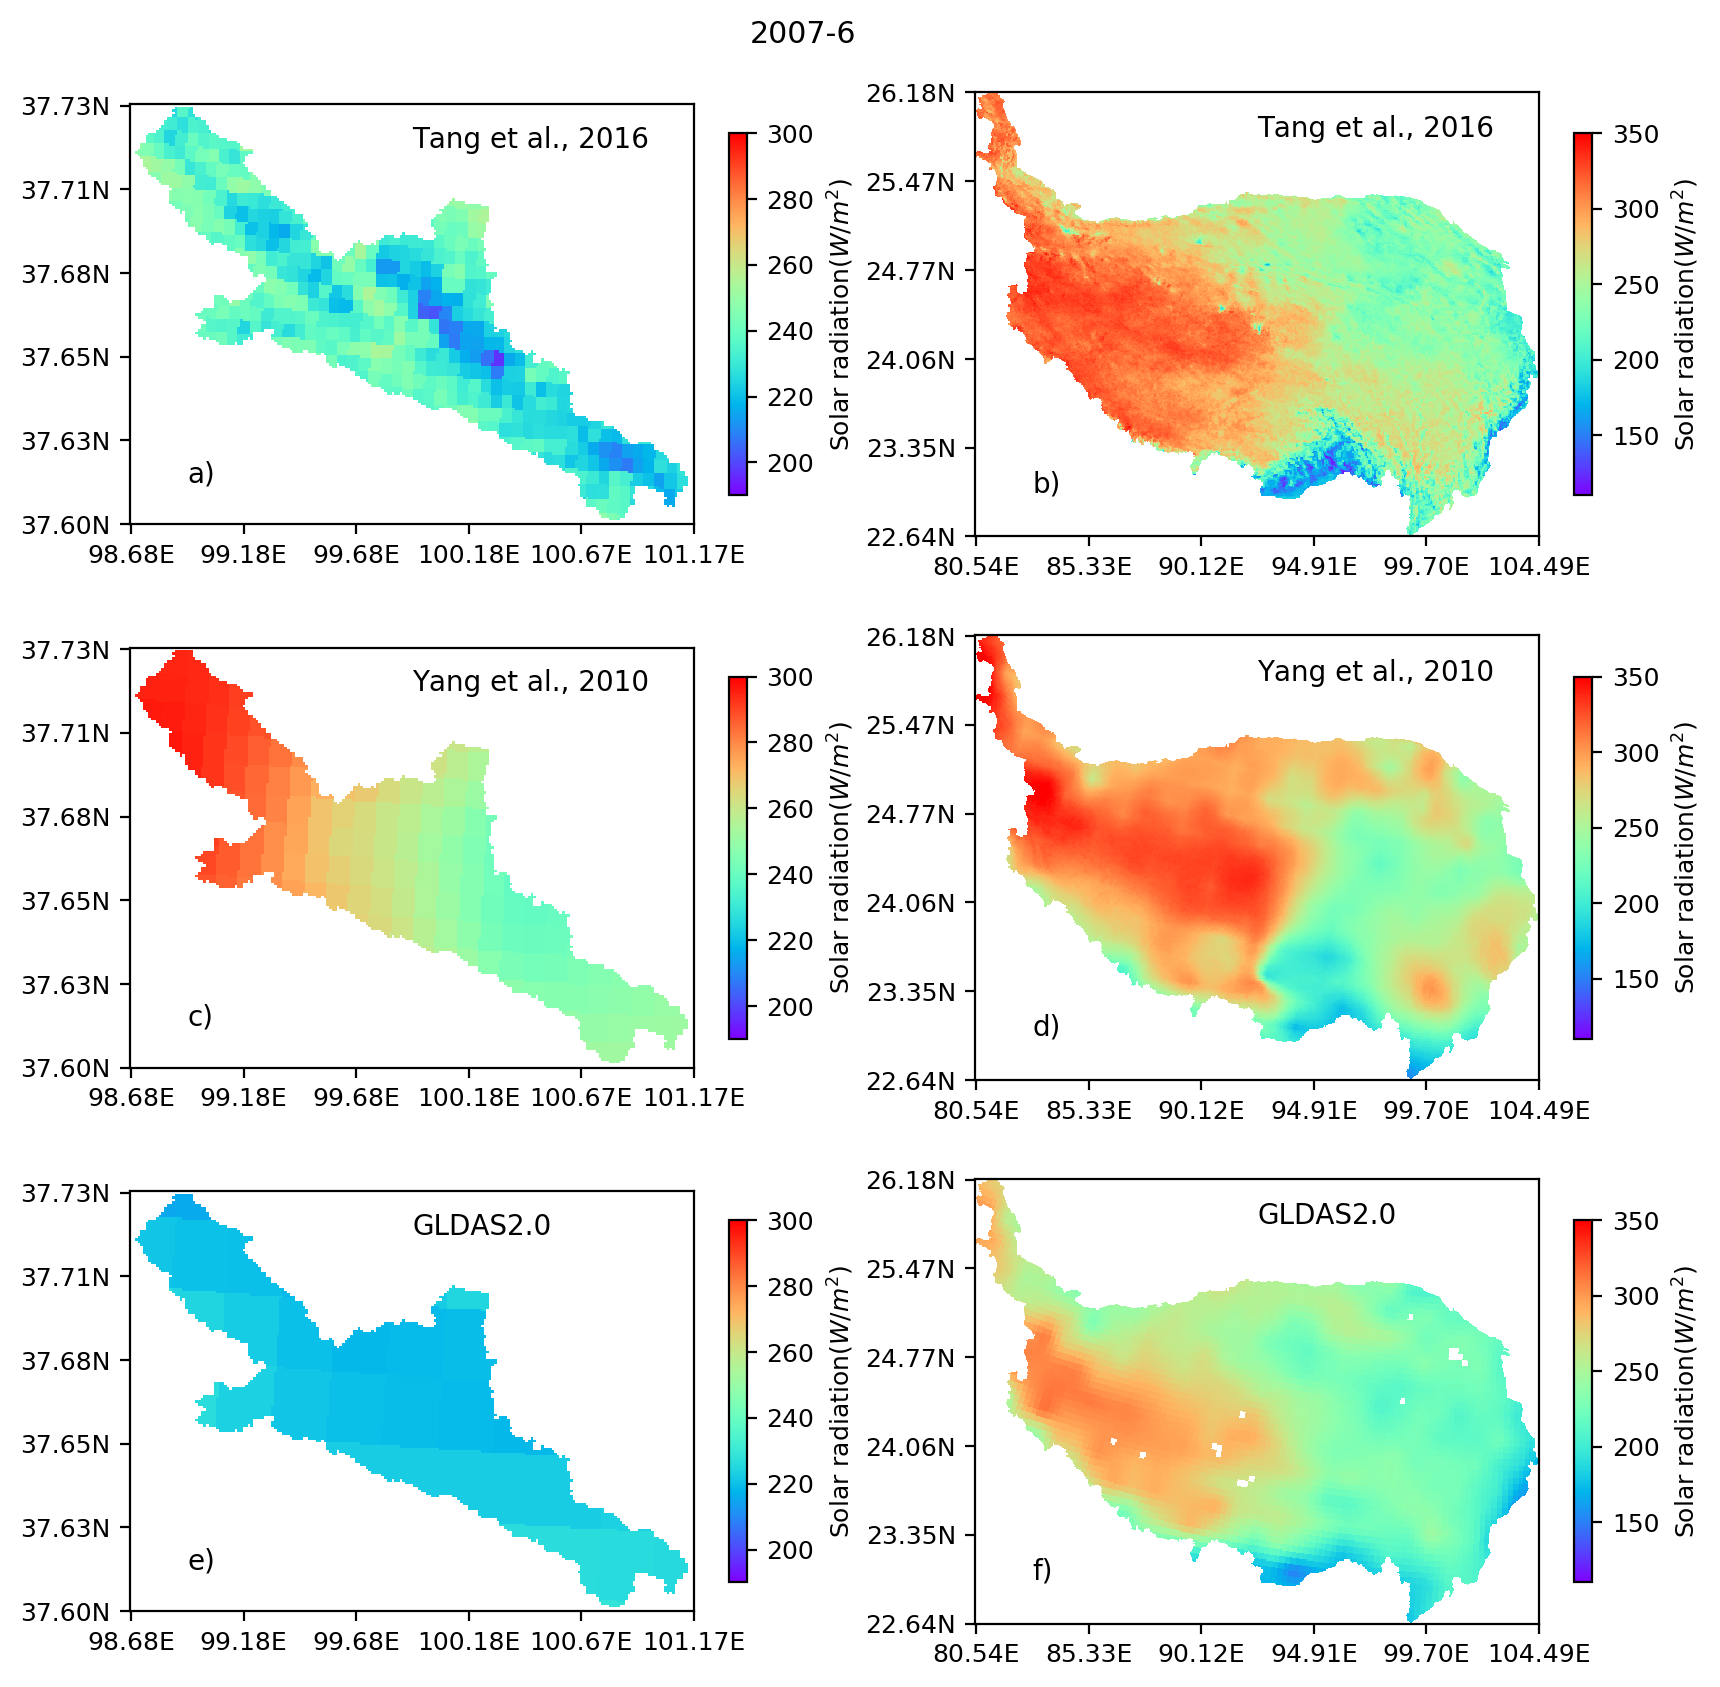 2007-6
37.73N
37.71N
37.68N
37.65N
37.63N
37.60N
98.68E 99.18E 99.68E 100.18E 100.67E 101.17E
Tang et al., 2016
a)
300
280
260
240
220
200
Solar radiation(W/m²)
26.18N
25.47N
24.77N
24.06N
23.35N
22.64N
80.54E 85.33E 90.12E 94.91E 99.70E 104.49E
Tang et al., 2016
b)
350
300
250
200
150
Solar radiation(W/m²)
37.73N
37.71N
37.68N
37.65N
37.63N
37.60N
98.68E 99.18E 99.68E 100.18E 100.67E 101.17E
Yang et al., 2010
c)
300
280
260
240
220
200
Solar radiation(W/m²)
26.18N
25.47N
24.77N
24.06N
23.35N
22.64N
80.54E 85.33E 90.12E 94.91E 99.70E 104.49E
Yang et al., 2010
d)
350
300
250
200
150
Solar radiation(W/m²)
37.73N
37.71N
37.68N
37.65N
37.63N
37.60N
98.68E 99.18E 99.68E 100.18E 100.67E 101.17E
GLDAS2.0
e)
300
280
260
240
220
200
Solar radiation(W/m²)
26.18N
25.47N
24.77N
24.06N
23.35N
22.64N
80.54E 85.33E 90.12E 94.91E 99.70E 104.49E
GLDAS2.0
f)
350
300
250
200
150
Solar radiation(W/m²)